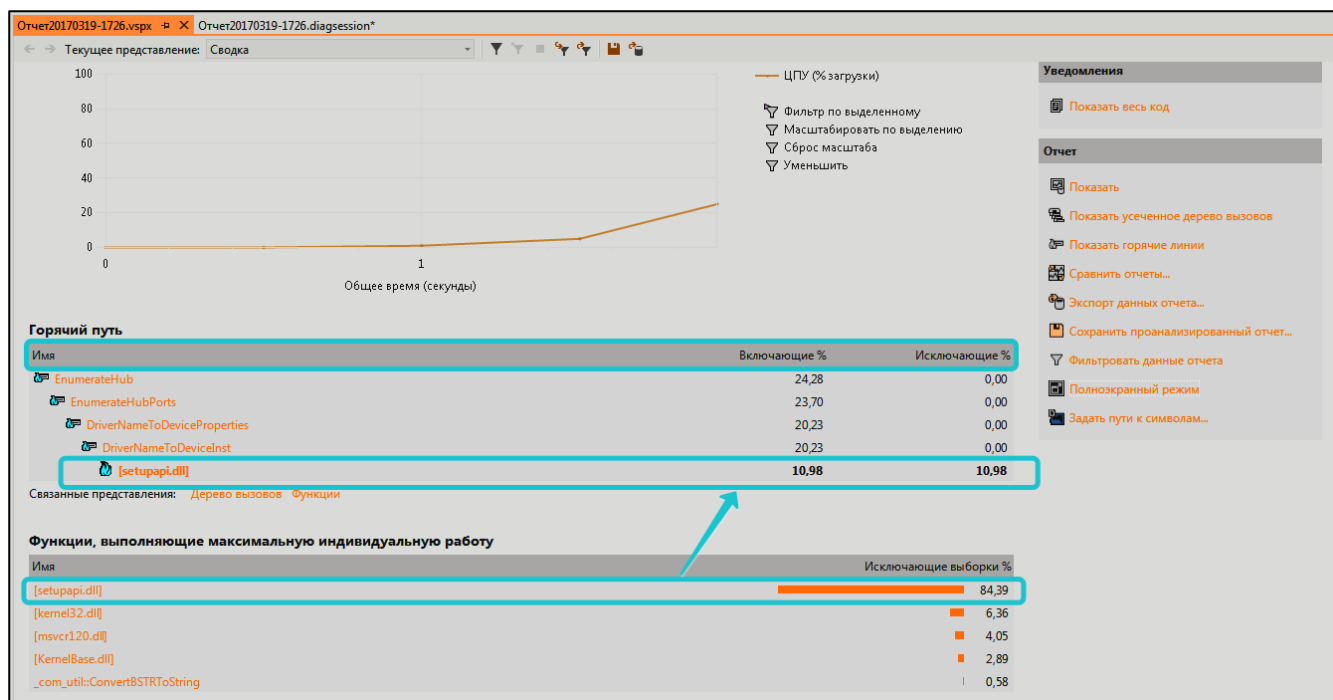 Отчет20170319-1726.vspx Отчет20170319-1726.diagsession*
Текущее представление: Сводка
100
80
60
40
20
0
0 1
Общее время (секунды)
ЦПУ (% загрузки)
Фильтр по выделенному
Масштабировать по выделению
Сброс масштаба
Уменьшить
Уведомления
Показать весь код
Отчет
Показать
Показать усеченное дерево вызовов
Показать горячие линии
Сравнить отчеты...
Экспорт данных отчета...
Сохранить проанализированный отчет...
Фильтровать данные отчета
Полноэкранный режим
Задать пути к символам...
Горячий путь
Имя Включающие % Исключающие %
EnumerateHub 24,28 0,00
EnumerateHubPorts 23,70 0,00
DriverNameToDeviceProperties 20,23 0,00
DriverNameToDeviceInst 20,23 0,00
[setupapi.dll] 10,98 10,98
Связанные представления: Дерево вызовов Функции
Функции, выполняющие максимальную индивидуальную работу
Имя Исключающие выборки %
[setupapi.dll] 84,39
[kernel32.dll] 6,36
[msvcr120.dll] 4,05
[KernelBase.dll] 2,89
_com_util::ConvertBSTRToString 0,58